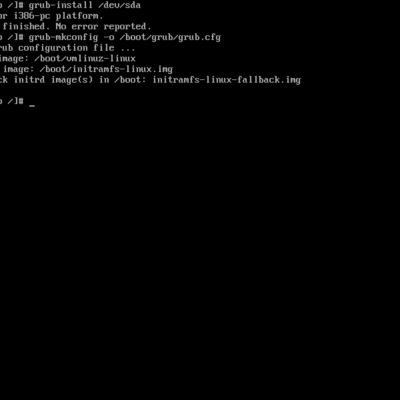 o /]# grub-install /dev/sda
or i386-pc platform.
finished. No error reported.
o /]# grub-mkconfig -o /boot/grub/grub.cfg
rub configuration file ...
image: /boot/vmlinuz-linux
image: /boot/initramfs-linux.img
ck initrd image(s) in /boot: initramfs-linux-fallback.img
o /]# _